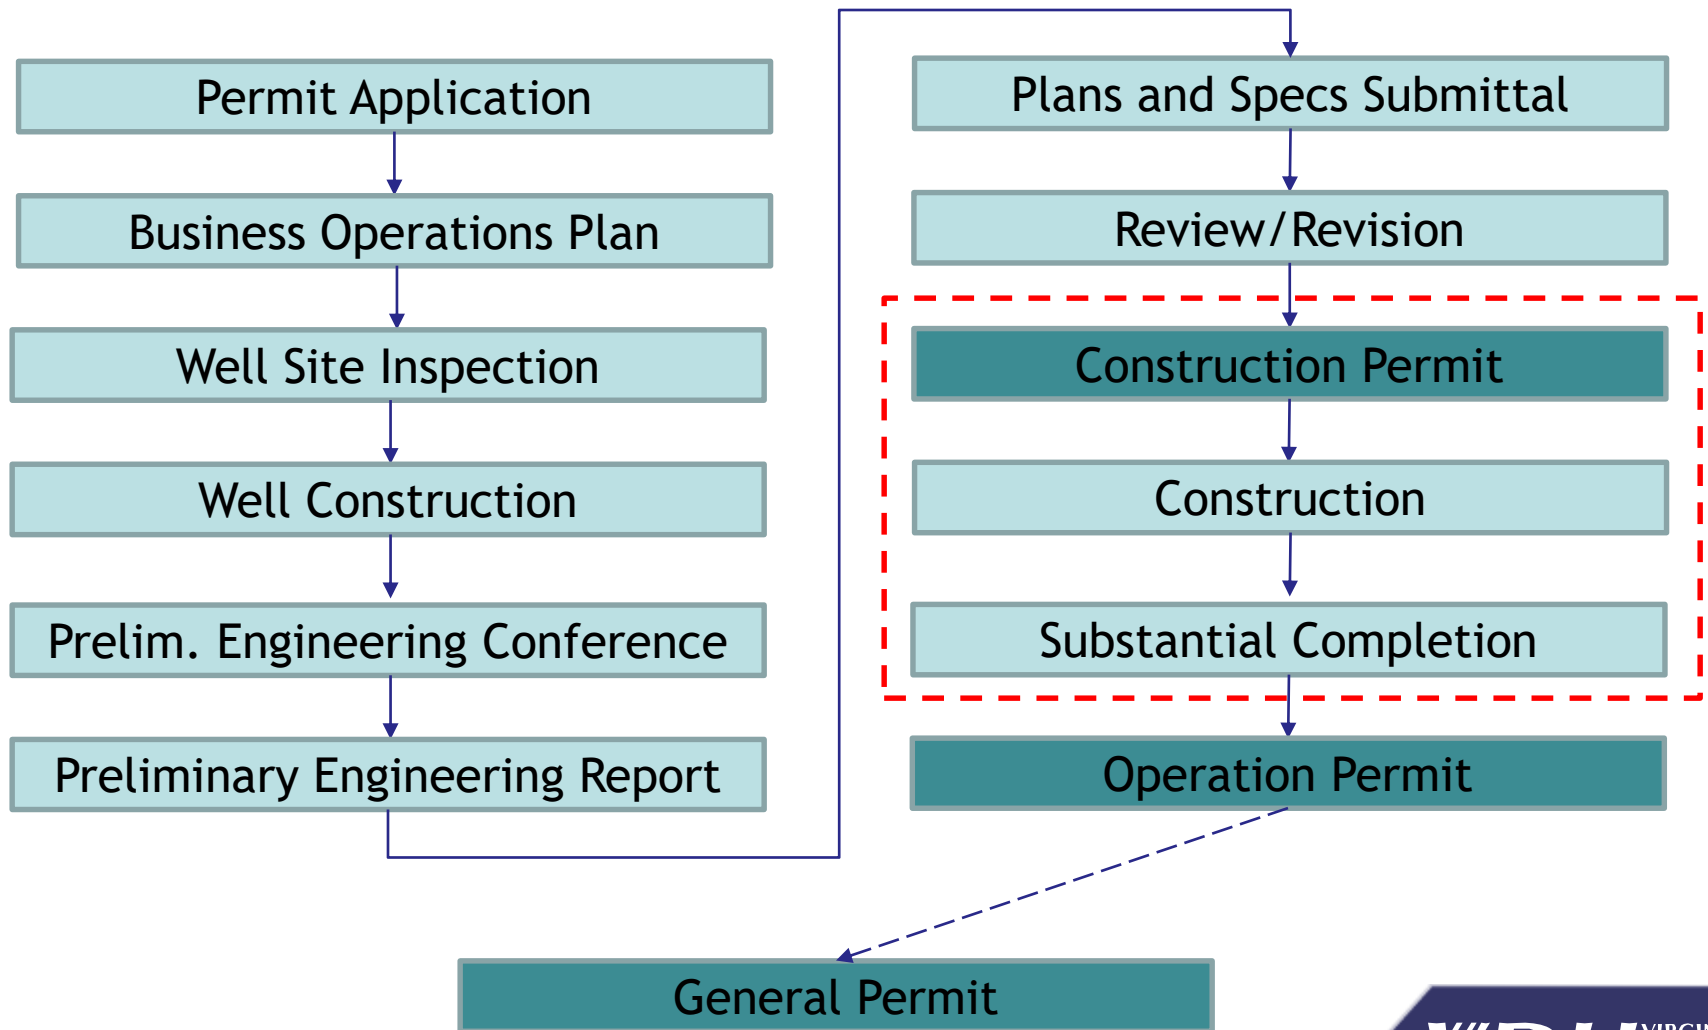 Permit Application
Business Operations Plan
Well Site Inspection
Well Construction
Prelim. Engineering Conference
Preliminary Engineering Report
Plans and Specs Submittal
Review/Revision
Construction Permit
Construction
Substantial Completion
Operation Permit
General Permit